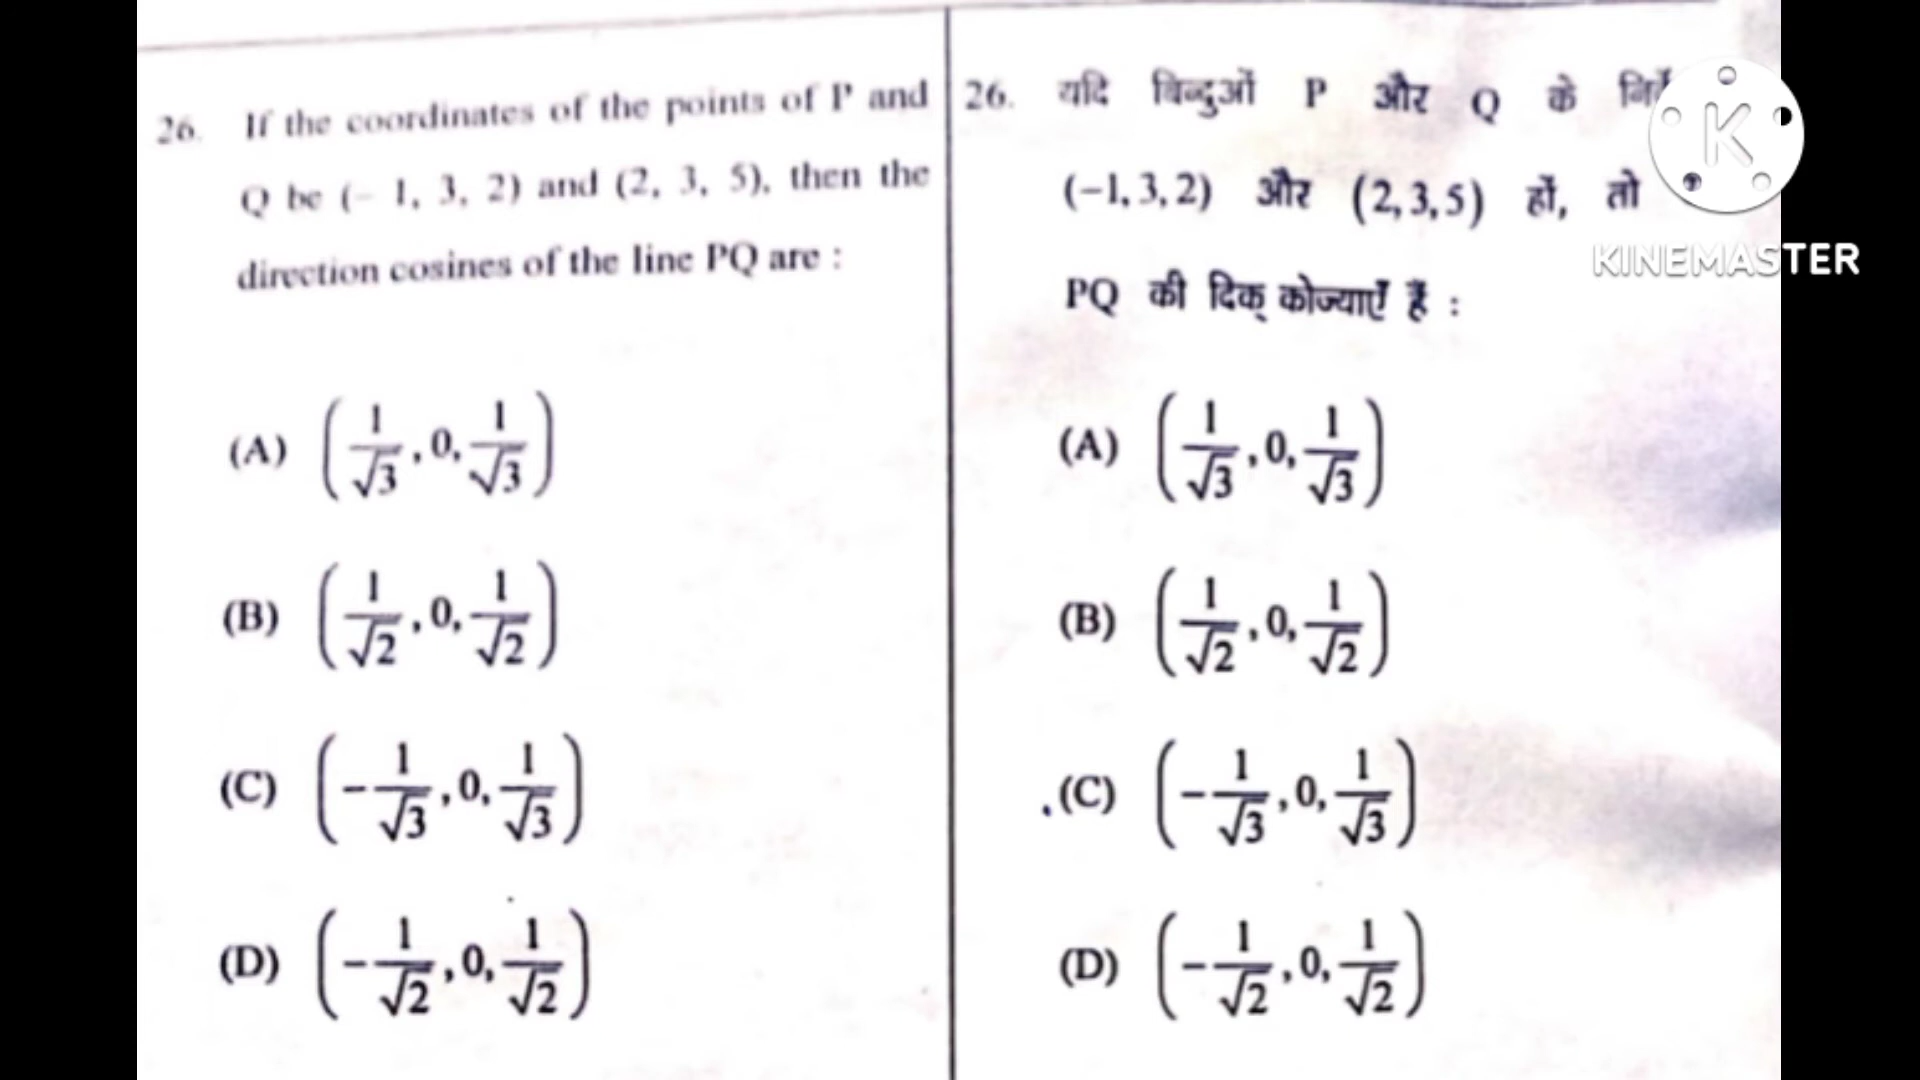 26. If the coordinates of the points of P and
Q be (– 1, 3, 2) and (2, 3, 5), then the
direction cosines of the line PQ are :
(A) (1/√3, 0, 1/√3)
(B) (1/√2, 0, 1/√2)
(C) (–1/√3, 0, 1/√3)
(D) (–1/√2, 0, 1/√2)
26. यदि बिन्दुओं P और Q के
(–1, 3, 2) और (2, 3, 5) हों, तो
PQ की दिक् कोज्याएँ हैं :
(A) (1/√3, 0, 1/√3)
(B) (1/√2, 0, 1/√2)
(C) (–1/√3, 0, 1/√3)
(D) (–1/√2, 0, 1/√2)
K
KINEMASTER